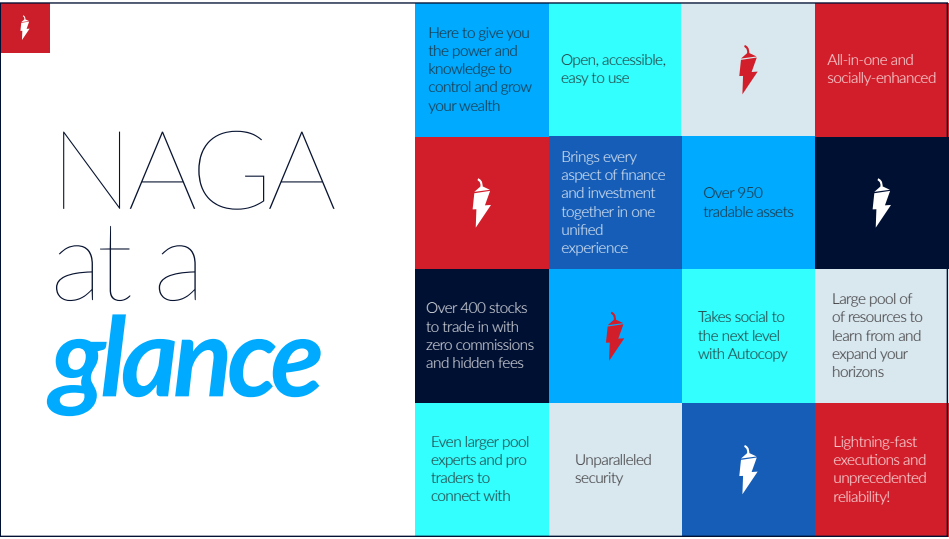 NAGA
at a
glance
Here to give you
the power and
knowledge to
control and grow
your wealth
Open, accessible,
easy to use
All-in-one and
socially-enhanced
Brings every
aspect of finance
and investment
together in one
unified
experience
Over 950
tradable assets
Over 400 stocks
to trade in with
zero commissions
and hidden fees
Takes social to
the next level
with Autocopy
Large pool of
of resources to
learn from and
expand your
horizons
Even larger pool
experts and pro
traders to
connect with
Unparalleled
security
Lightning-fast
executions and
unprecedented
reliability!